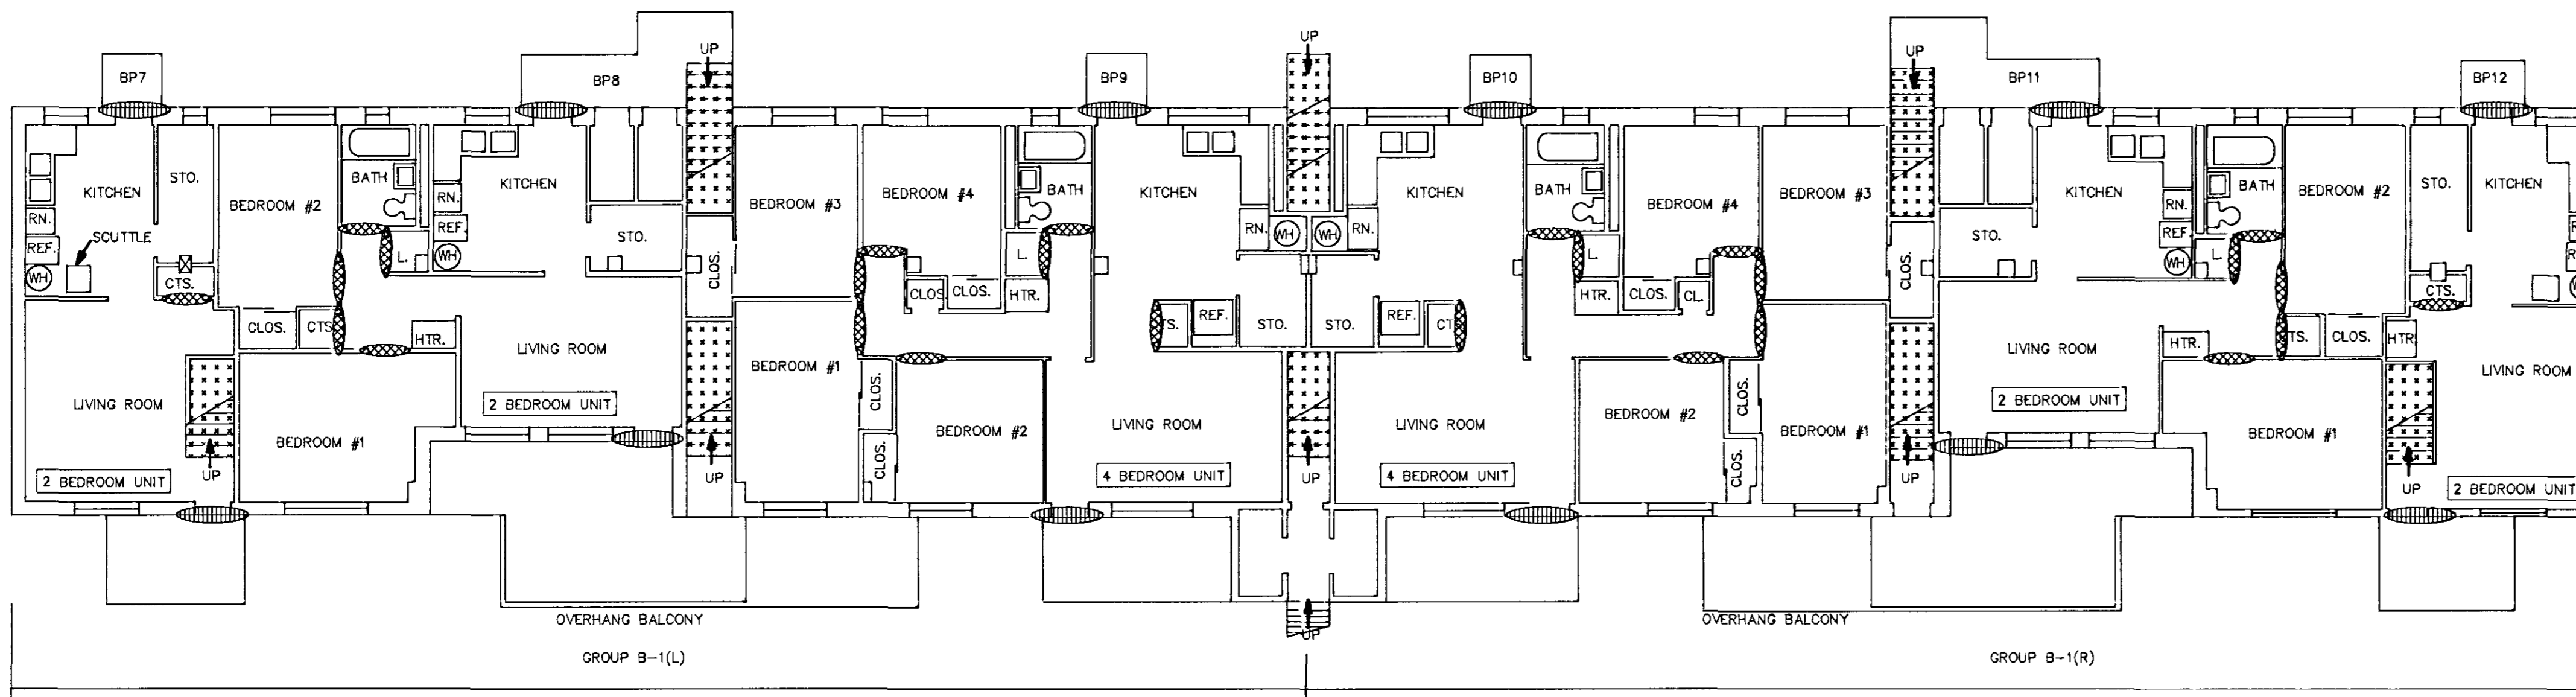 UP
UP
UP
BP7
BP8
BP9
BP10
BP11
BP12
KITCHEN
STO.
BEDROOM #2
BATH
KITCHEN
BEDROOM #3
BEDROOM #4
BATH
KITCHEN
KITCHEN
BATH
BEDROOM #4
BEDROOM #3
KITCHEN
BATH
BEDROOM #2
STO.
KITCHEN
RN.
RN.
RN.
RN.
RN.
REF.
SCUTTLE
REF.
STO.
L.
L.
L.
STO.
REF.
L.
WH
WH
WH
WH
WH
CTS.
CLOS.
CLOS.
CLOS.
HTR.
HTR.
CLOS.
CL.
CLOS.
CTS.
CLOS.
CTS
HTR.
LIVING ROOM
TS.
REF.
STO.
STO.
REF.
CT
LIVING ROOM
HTR.
TS.
CLOS.
HTR
LIVING ROOM
BEDROOM #1
CLOS.
CLOS.
LIVING ROOM
2 BEDROOM UNIT
BEDROOM #2
LIVING ROOM
LIVING ROOM
BEDROOM #2
BEDROOM #1
2 BEDROOM UNIT
BEDROOM #1
BEDROOM #1
CLOS.
CLOS.
2 BEDROOM UNIT
UP
UP
4 BEDROOM UNIT
UP
4 BEDROOM UNIT
UP
UP
2 BEDROOM UNIT
OVERHANG BALCONY
UP
OVERHANG BALCONY
GROUP B-1(L)
GROUP B-1(R)